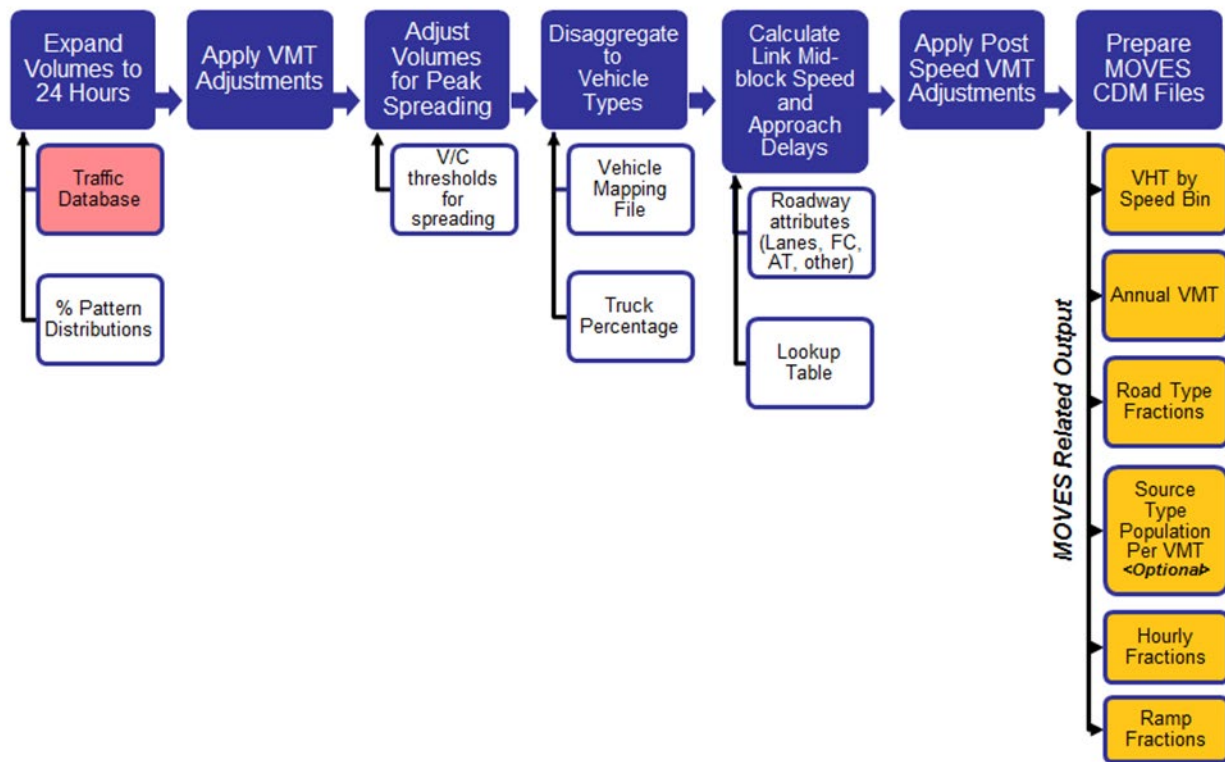 Expand
Volumes to
24 Hours
Apply VMT
Adjustments
Adjust
Volumes
for Peak
Spreading
Disaggregate
to
Vehicle
Types
Calculate
Link Mid-
block Speed
and
Approach
Delays
Apply Post
Speed VMT
Adjustments
Prepare
MOVES
CDM Files
Traffic
Database
% Pattern
Distributions
V/C
thresholds
for
spreading
Vehicle
Mapping
File
Truck
Percentage
Roadway
attributes
(Lanes, FC,
AT, other)
Lookup
Table
MOVES Related Output
VHT by
Speed Bin
Annual VMT
Road Type
Fractions
Source
Type
Population
Per VMT
<Optional>
Hourly
Fractions
Ramp
Fractions